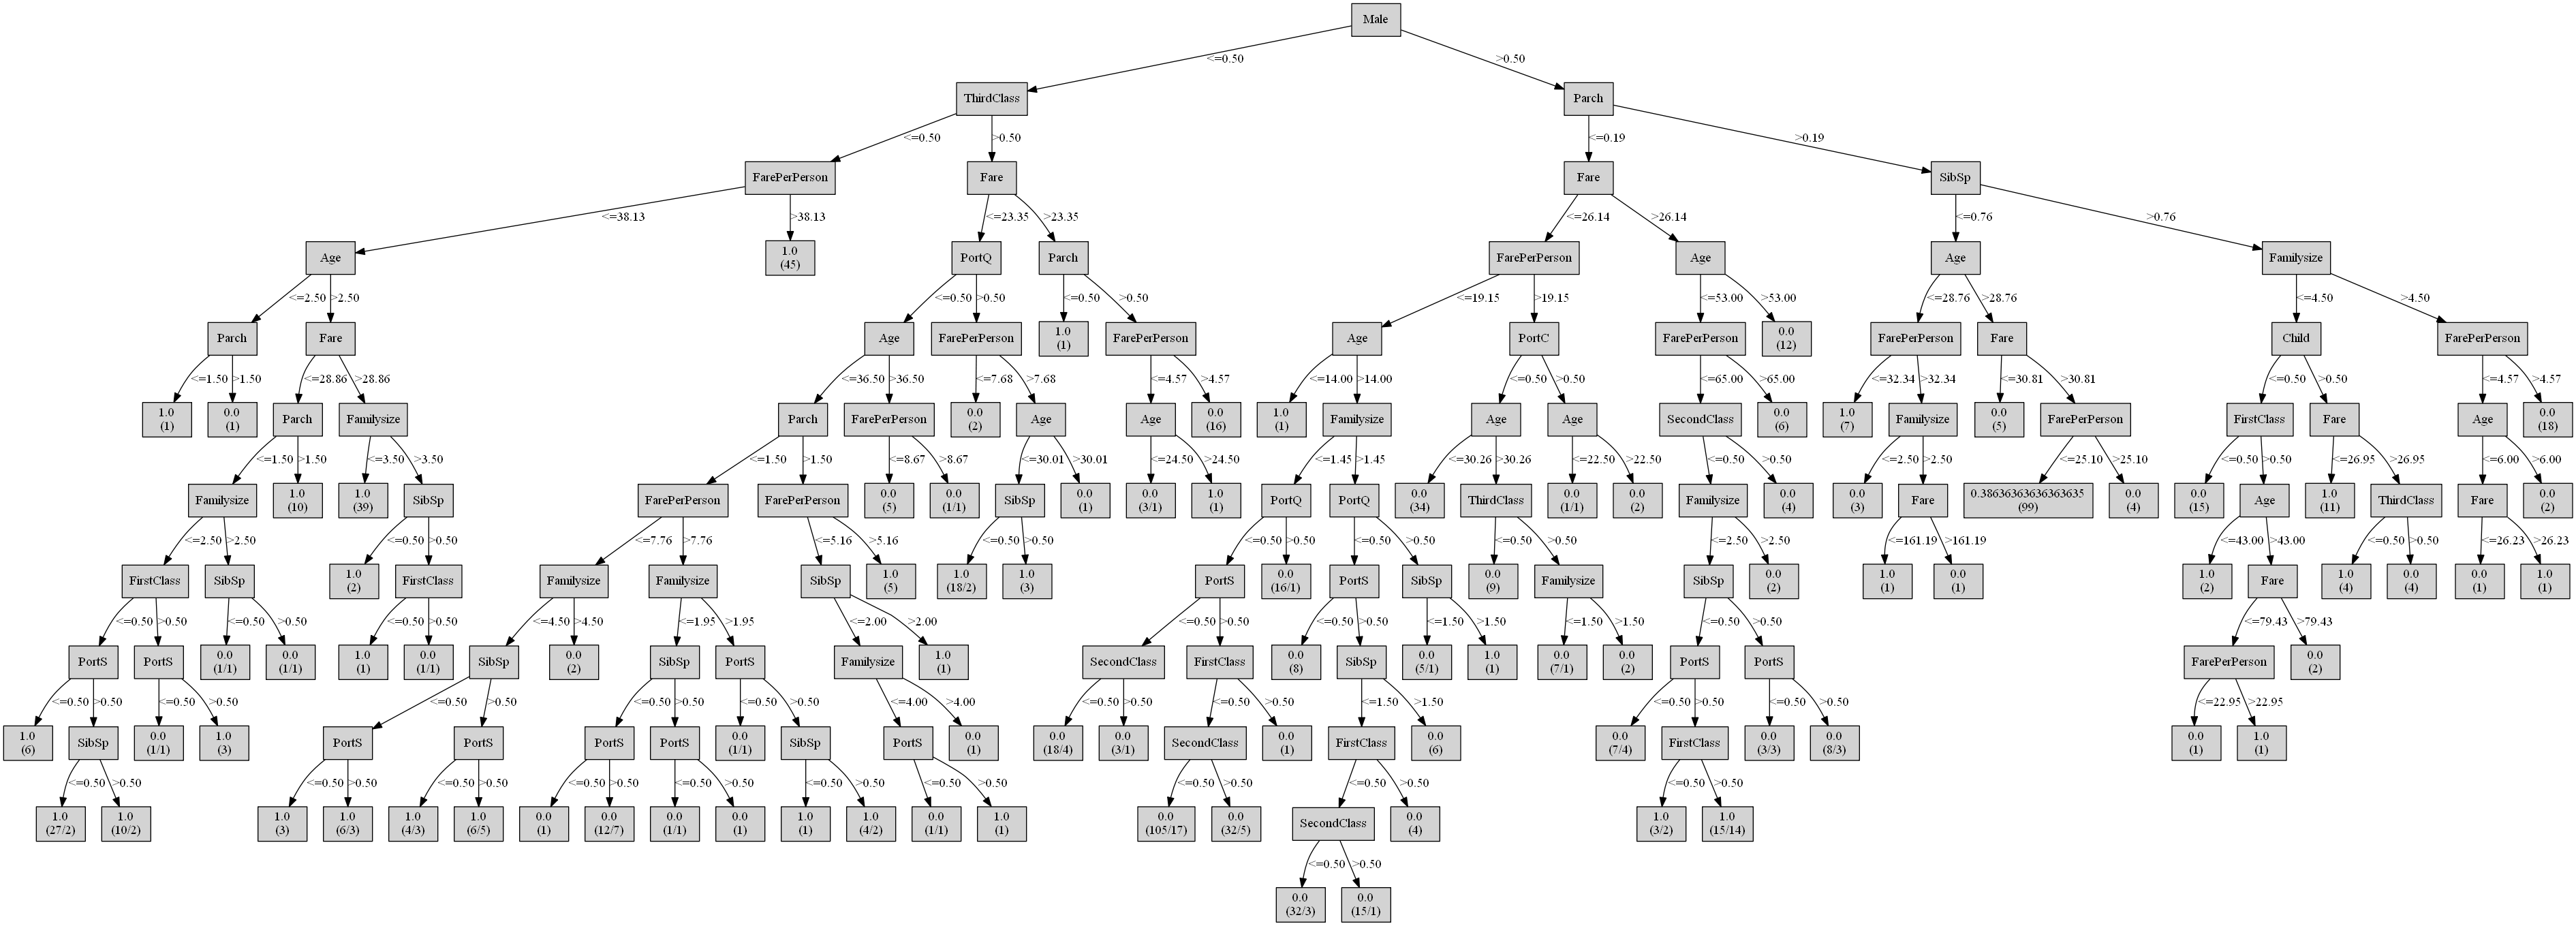 Male
<=0.50 >0.50
ThirdClass Parch
<=0.50 >0.50 <=0.19 >0.19
FarePerPerson Fare Fare SibSp
<=38.13 >38.13 <=23.35 >23.35 <=26.14 >26.14 <=0.76 >0.76
Age 1.0 PortQ Parch FarePerPerson Age Age Familysize
(45)
<=2.50 >2.50 <=0.50 >0.50 <=0.50 >0.50 <=19.15 >19.15 <=53.00 >53.00 <=28.76 >28.76 <=4.50 >4.50
Parch Fare Age FarePerPerson 1.0 FarePerPerson Age PortC FarePerPerson 0.0 FarePerPerson Fare Child FarePerPerson
(1) (12)
<=1.50 >1.50 <=28.86 >28.86 <=36.50 >36.50 <=7.68 >7.68 <=4.57 >4.57 <=14.00 >14.00 <=0.50 >0.50 <=65.00 >65.00 <=32.34 >32.34 <=30.81 >30.81 <=0.50 >0.50 <=4.57 >4.57
1.0 0.0 Parch Familysize Parch FarePerPerson 0.0 Age Age 0.0 1.0 Familysize Age Age SecondClass 0.0 1.0 Familysize 0.0 FarePerPerson FirstClass Fare Age 0.0
(1) (1) (2) (16) (1) (6) (7) (5) (18)
<=1.50 >1.50 <=3.50 >3.50 <=1.50 >1.50 <=8.67 >8.67 <=30.01 >30.01 <=24.50 >24.50 <=1.45 >1.45 <=30.26 >30.26 <=22.50 >22.50 <=0.50 >0.50 <=2.50 >2.50 <=25.10 >25.10 <=0.50 >0.50 <=26.95 >26.95 <=6.00 >6.00
Familysize 1.0 1.0 SibSp FarePerPerson FarePerPerson 0.0 0.0 SibSp 0.0 0.0 1.0 PortQ PortQ 0.0 ThirdClass 0.0 0.0 Familysize 0.0 0.0 Fare 0.38636363636363635 0.0 0.0 Age 1.0 ThirdClass Fare 0.0
(10) (39) (5) (1/1) (1) (3/1) (1) (34) (1/1) (2) (4) (3) (99) (4) (15) (11) (2)
<=2.50 >2.50 <=0.50 >0.50 <=7.76 >7.76 <=5.16 >5.16 <=0.50 >0.50 <=0.50 >0.50 <=0.50 >0.50 <=0.50 >0.50 <=2.50 >2.50 <=161.19 >161.19 <=43.00 >43.00 <=0.50 >0.50 <=26.23 >26.23
FirstClass SibSp 1.0 FirstClass Familysize Familysize SibSp 1.0 1.0 1.0 PortS 0.0 PortS SibSp 0.0 Familysize SibSp 0.0 1.0 0.0 1.0 Fare 1.0 0.0 0.0 1.0
(2) (5) (18/2) (3) (16/1) (9) (2) (1) (1) (2) (4) (4) (1) (1)
<=0.50 >0.50 <=0.50 >0.50 <=0.50 >0.50 <=4.50 >4.50 <=1.95 >1.95 <=2.00 >2.00 <=0.50 >0.50 <=0.50 >0.50 <=1.50 >1.50 <=1.50 >1.50 <=0.50 >0.50 <=79.43 >79.43
PortS PortS 0.0 0.0 1.0 0.0 SibSp 0.0 SibSp PortS Familysize 1.0 SecondClass FirstClass 0.0 SibSp 0.0 1.0 0.0 0.0 PortS PortS FarePerPerson 0.0
(1/1) (1/1) (1) (1/1) (2) (1) (8) (5/1) (1) (7/1) (2) (2)
<=0.50 >0.50 <=0.50 >0.50 <=0.50 >0.50 <=0.50 >0.50 <=0.50 >0.50 <=4.00 >4.00 <=0.50 >0.50 <=0.50 >0.50 <=1.50 >1.50 <=0.50 >0.50 <=0.50 >0.50 <=22.95 >22.95
1.0 SibSp 0.0 1.0 PortS PortS PortS PortS 0.0 SibSp PortS 0.0 0.0 0.0 SecondClass 0.0 FirstClass 0.0 0.0 FirstClass 0.0 0.0 0.0 1.0
(6) (1/1) (3) (1/1) (1) (18/4) (3/1) (1) (6) (7/4) (3/3) (8/3) (1) (1)
<=0.50 >0.50 <=0.50 >0.50 <=0.50 >0.50 <=0.50 >0.50 <=0.50 >0.50 <=0.50 >0.50 <=0.50 >0.50 <=0.50 >0.50 <=0.50 >0.50 <=0.50 >0.50
1.0 1.0 1.0 1.0 1.0 1.0 0.0 0.0 0.0 0.0 1.0 1.0 0.0 1.0 0.0 0.0 SecondClass 0.0 1.0 1.0
(27/2) (10/2) (3) (6/3) (4/3) (6/5) (1) (12/7) (1/1) (1) (1) (4/2) (1/1) (1) (105/17) (32/5) (4) (3/2) (15/14)
<=0.50 >0.50
0.0 0.0
(32/3) (15/1)